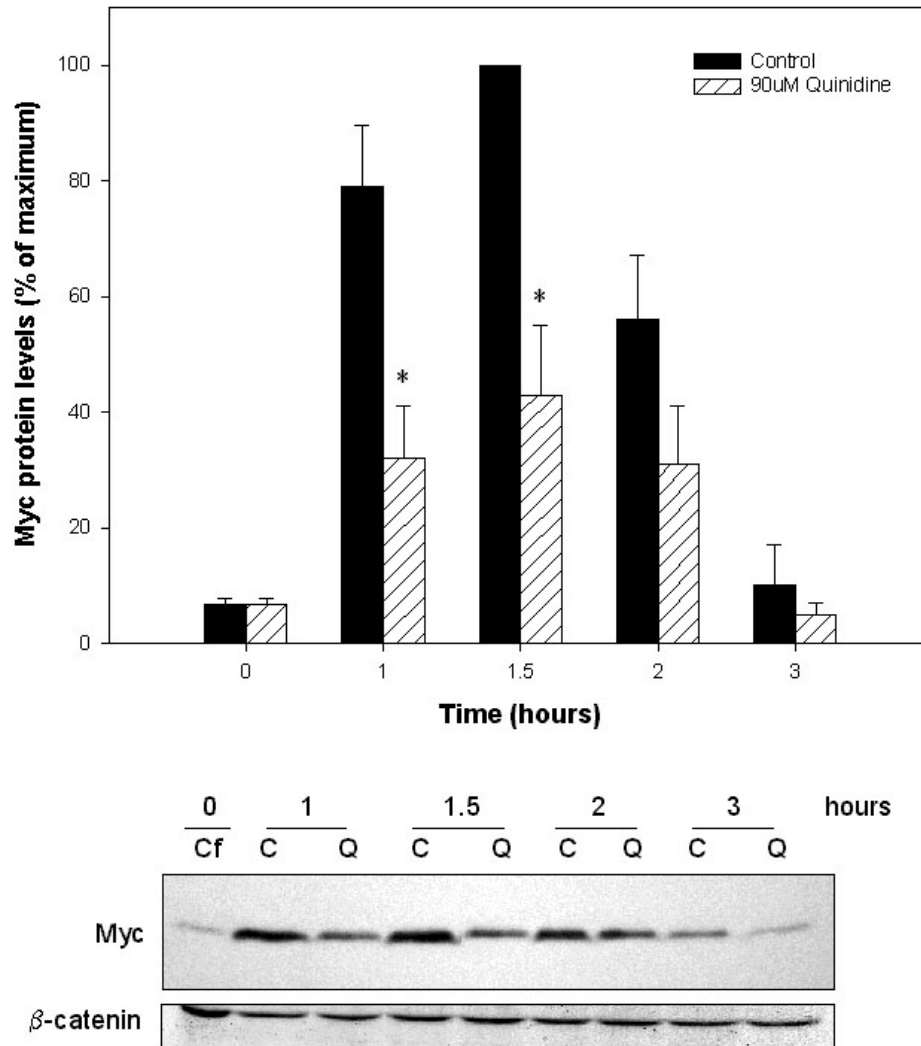 Control
90uM Quinidine
Myc protein levels (% of maximum)
100
80
60
40
20
0
*
*
0 1 1.5 2 3
Time (hours)
0 1 1.5 2 3 hours
Cf C Q C Q C Q C Q
Myc
β-catenin